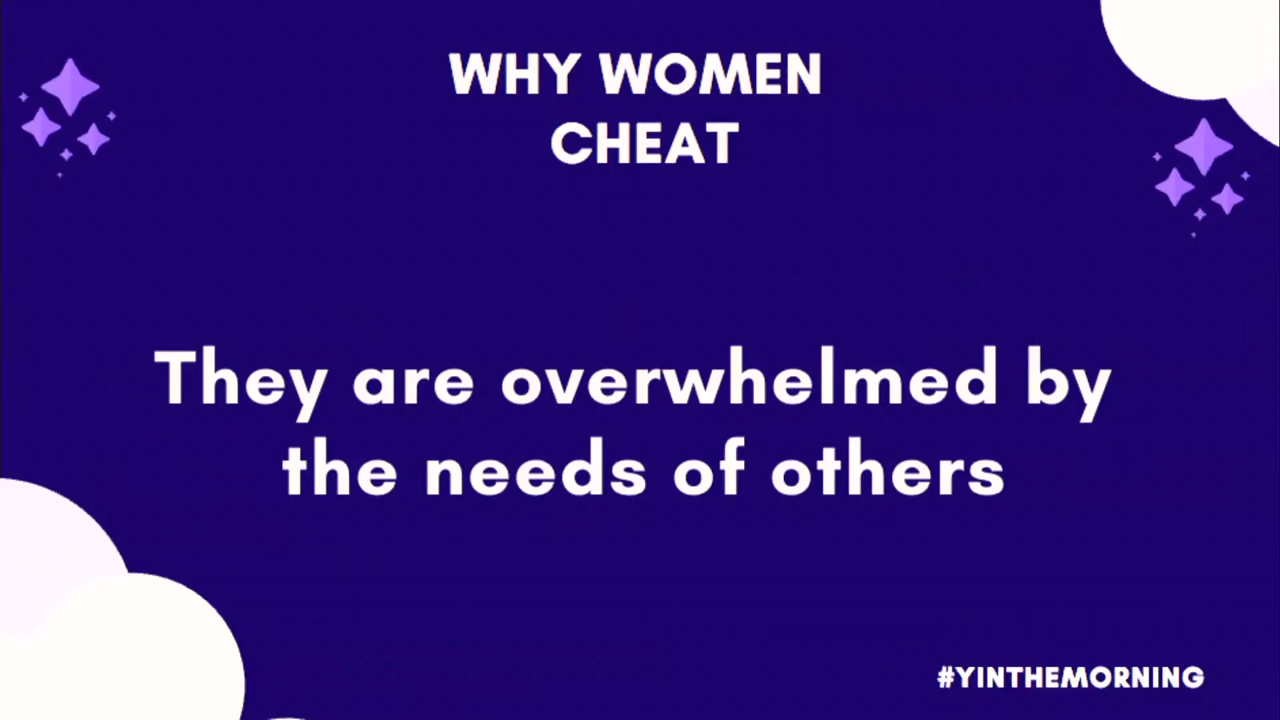 WHY WOMEN
CHEAT
They are overwhelmed by
the needs of others
#YINTHEMORNING